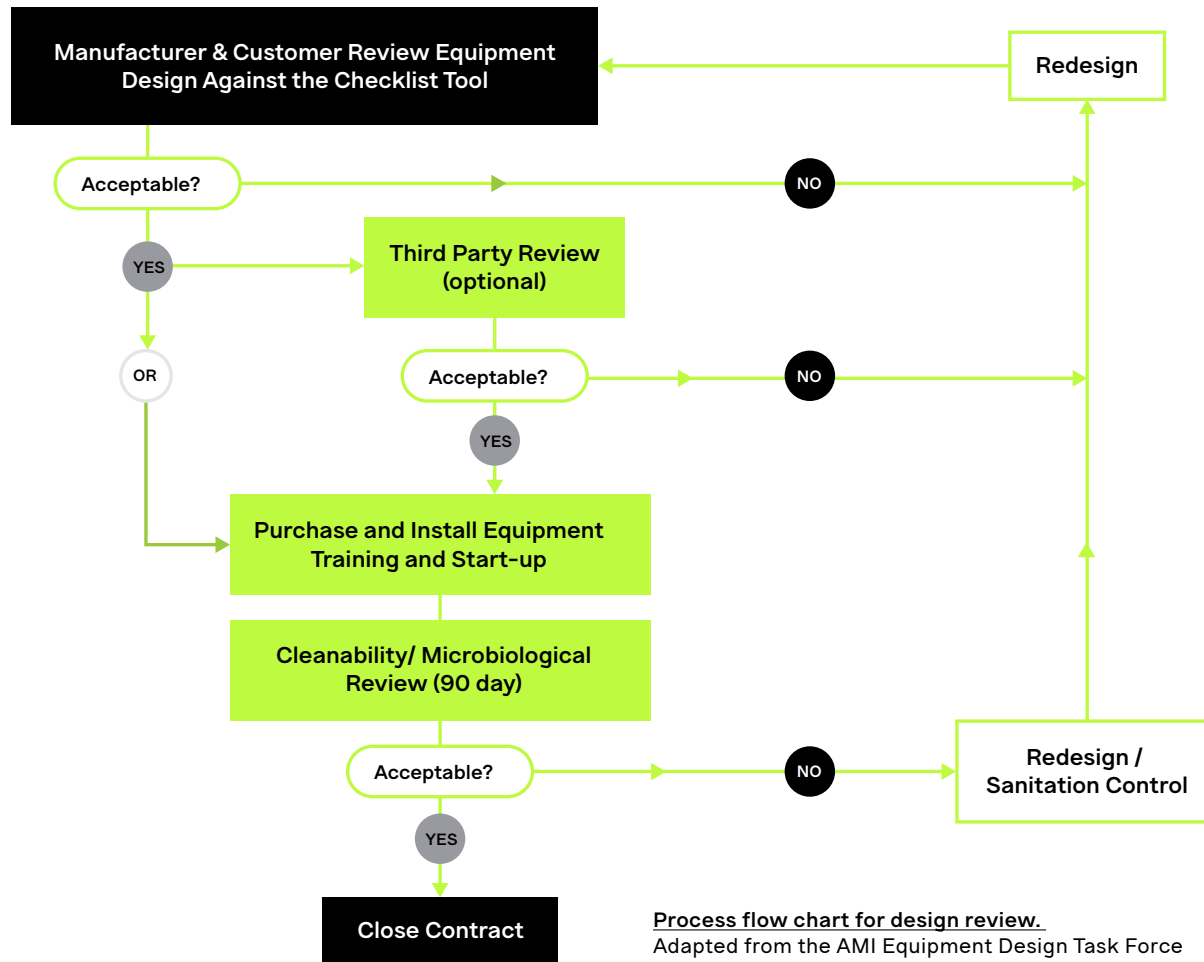 Manufacturer & Customer Review Equipment
Design Against the Checklist Tool
Redesign
Acceptable?
NO
YES
Third Party Review
(optional)
OR
Acceptable?
NO
YES
Purchase and Install Equipment
Training and Start-up
Cleanability/ Microbiological
Review (90 day)
Acceptable?
NO
Redesign /
Sanitation Control
YES
Close Contract
Process flow chart for design review.
Adapted from the AMI Equipment Design Task Force